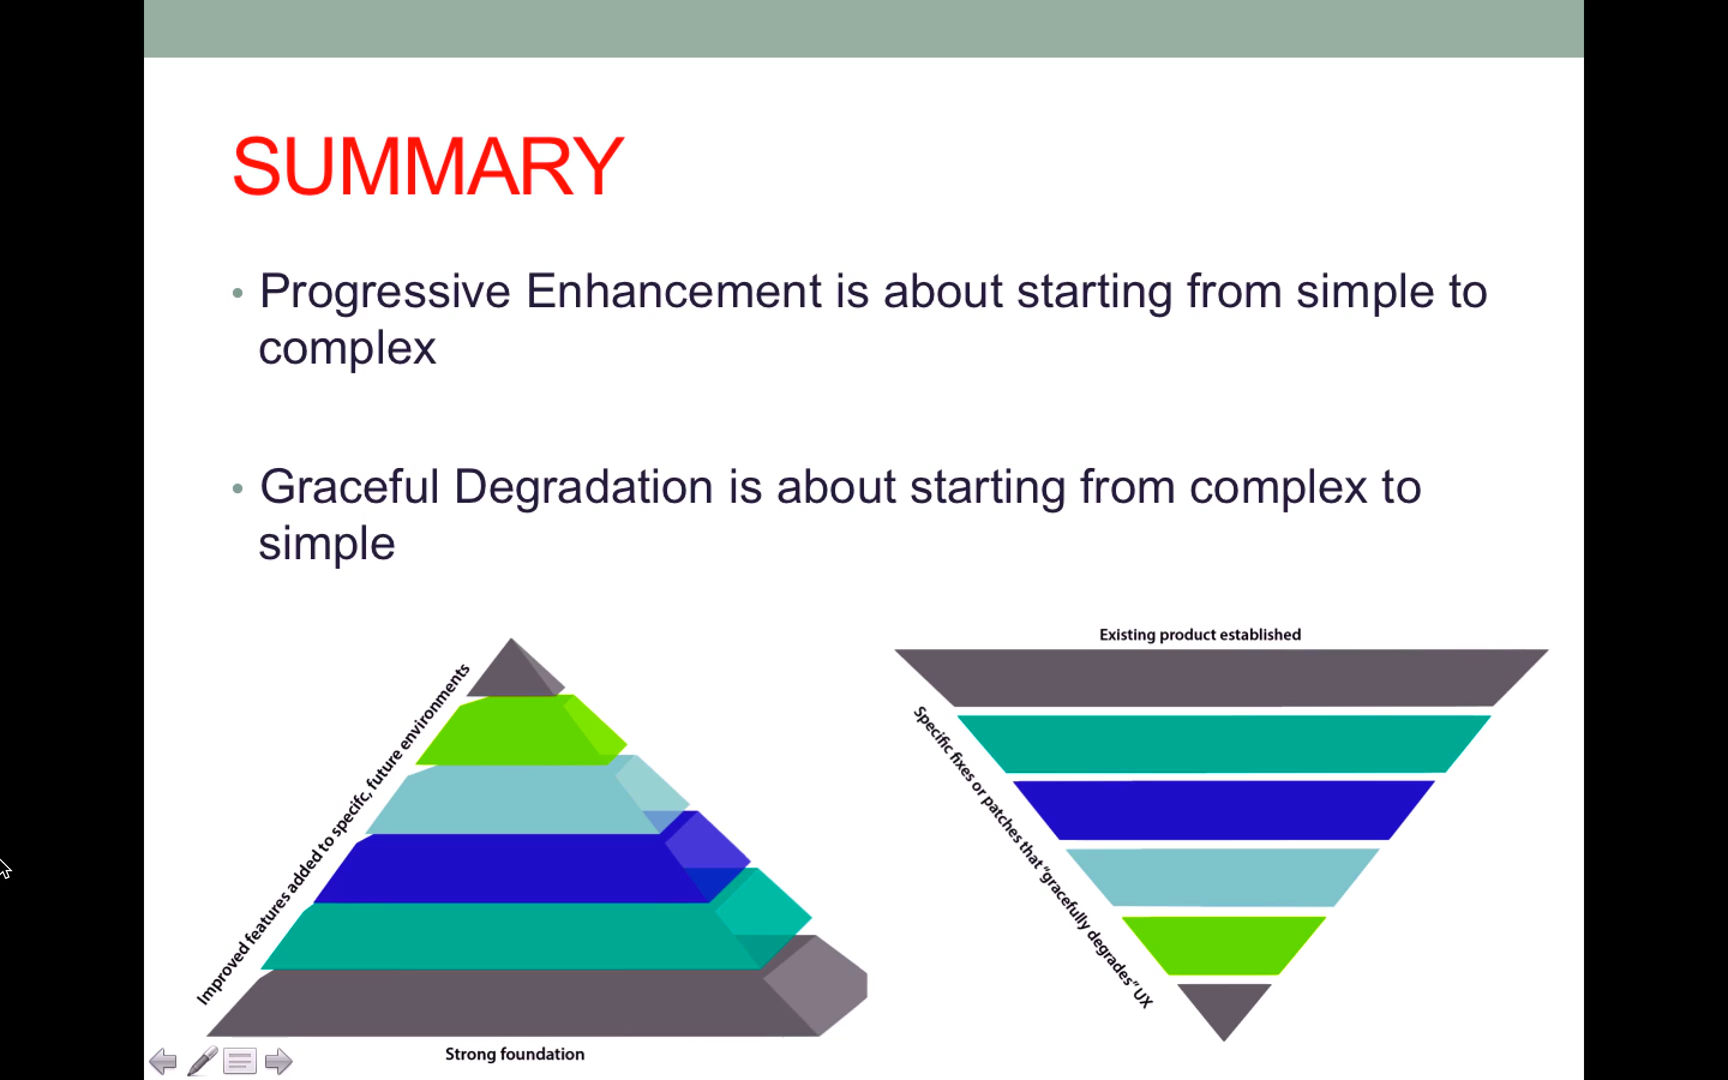 SUMMARY
• Progressive Enhancement is about starting from simple to
complex
• Graceful Degradation is about starting from complex to
simple
Improved features added to specifc, future environments
Strong foundation
Existing product established
Specific fixes or patches that “gracefully degrades” UX